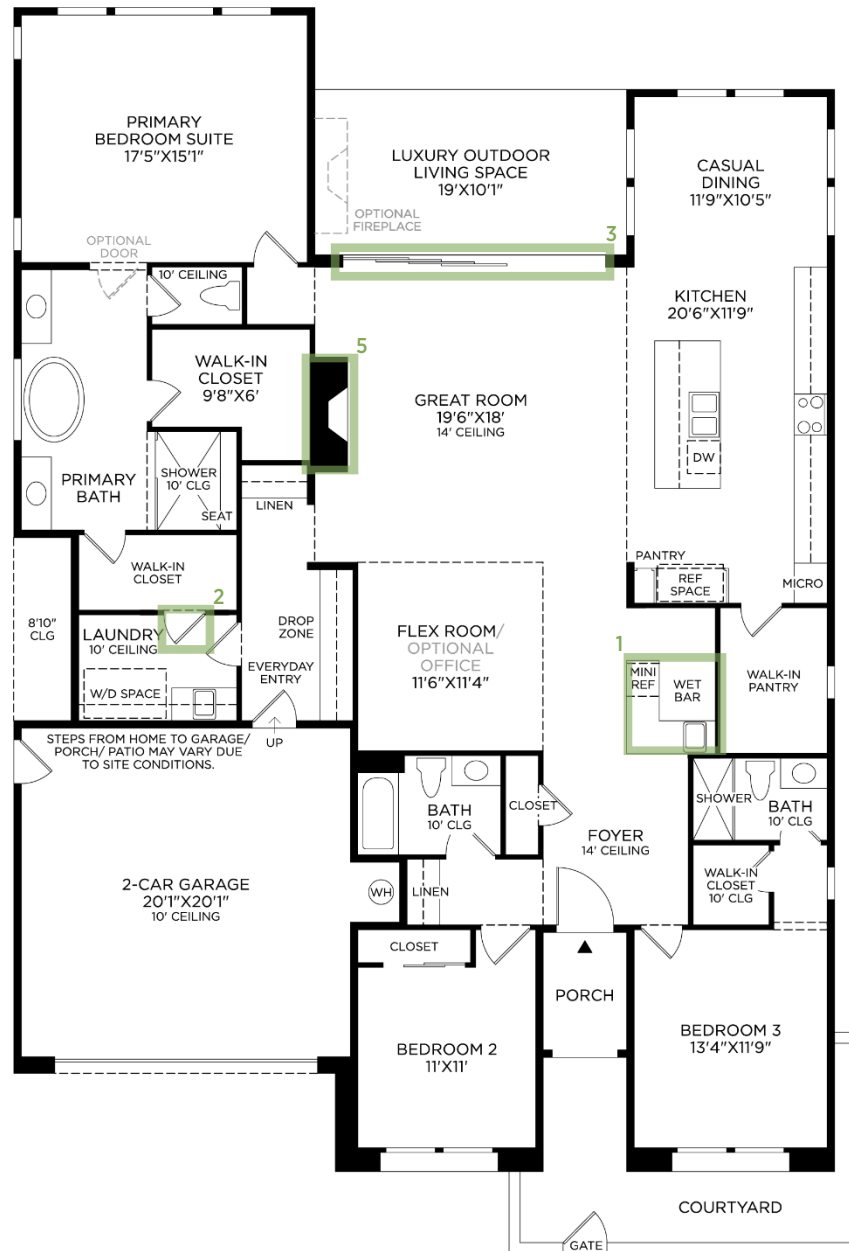 PRIMARY
BEDROOM SUITE
17'5"X15'1"
LUXURY OUTDOOR
LIVING SPACE
19'X10'1"
OPTIONAL
FIREPLACE
CASUAL
DINING
11'9"X10'5"
OPTIONAL
DOOR
3
10' CEILING
KITCHEN
20'6"X11'9"
WALK-IN
CLOSET
9'8"X6'
5
GREAT ROOM
19'6"X18'
14' CEILING
DW
PRIMARY
BATH
SHOWER
10' CLG
SEAT
LINEN
WALK-IN
CLOSET
PANTRY
REF
SPACE
MICRO
8'10"
CLG
2
LAUNDRY
10' CEILING
W/D SPACE
DROP
ZONE
EVERYDAY
ENTRY
FLEX ROOM/
OPTIONAL
OFFICE
11'6"X11'4"
1
MINI
REF
WET
BAR
WALK-IN
PANTRY
UP
STEPS FROM HOME TO GARAGE/
PORCH/ PATIO MAY VARY DUE
TO SITE CONDITIONS.
BATH
10' CLG
CLOSET
SHOWER
BATH
10' CLG
FOYER
14' CEILING
2-CAR GARAGE
20'1"X20'1"
10' CEILING
WH
LINEN
WALK-IN
CLOSET
10' CLG
CLOSET
PORCH
BEDROOM 2
11'X11'
BEDROOM 3
13'4"X11'9"
COURTYARD
GATE